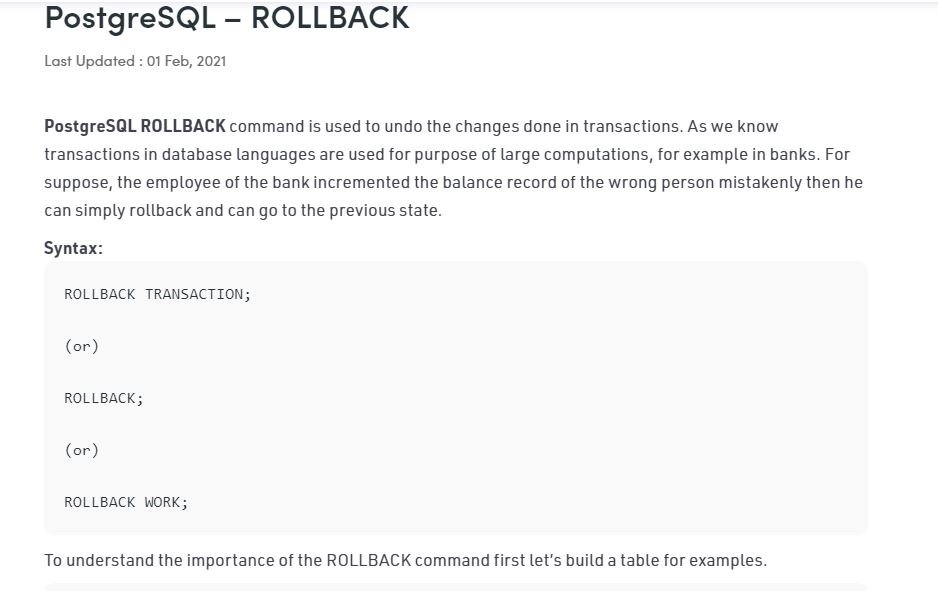 PostgreSQL – ROLLBACK
Last Updated : 01 Feb, 2021
PostgreSQL ROLLBACK command is used to undo the changes done in transactions. As we know
transactions in database languages are used for purpose of large computations, for example in banks. For
suppose, the employee of the bank incremented the balance record of the wrong person mistakenly then he
can simply rollback and can go to the previous state.
Syntax:
ROLLBACK TRANSACTION;
(or)
ROLLBACK;
(or)
ROLLBACK WORK;
To understand the importance of the ROLLBACK command first let's build a table for examples.